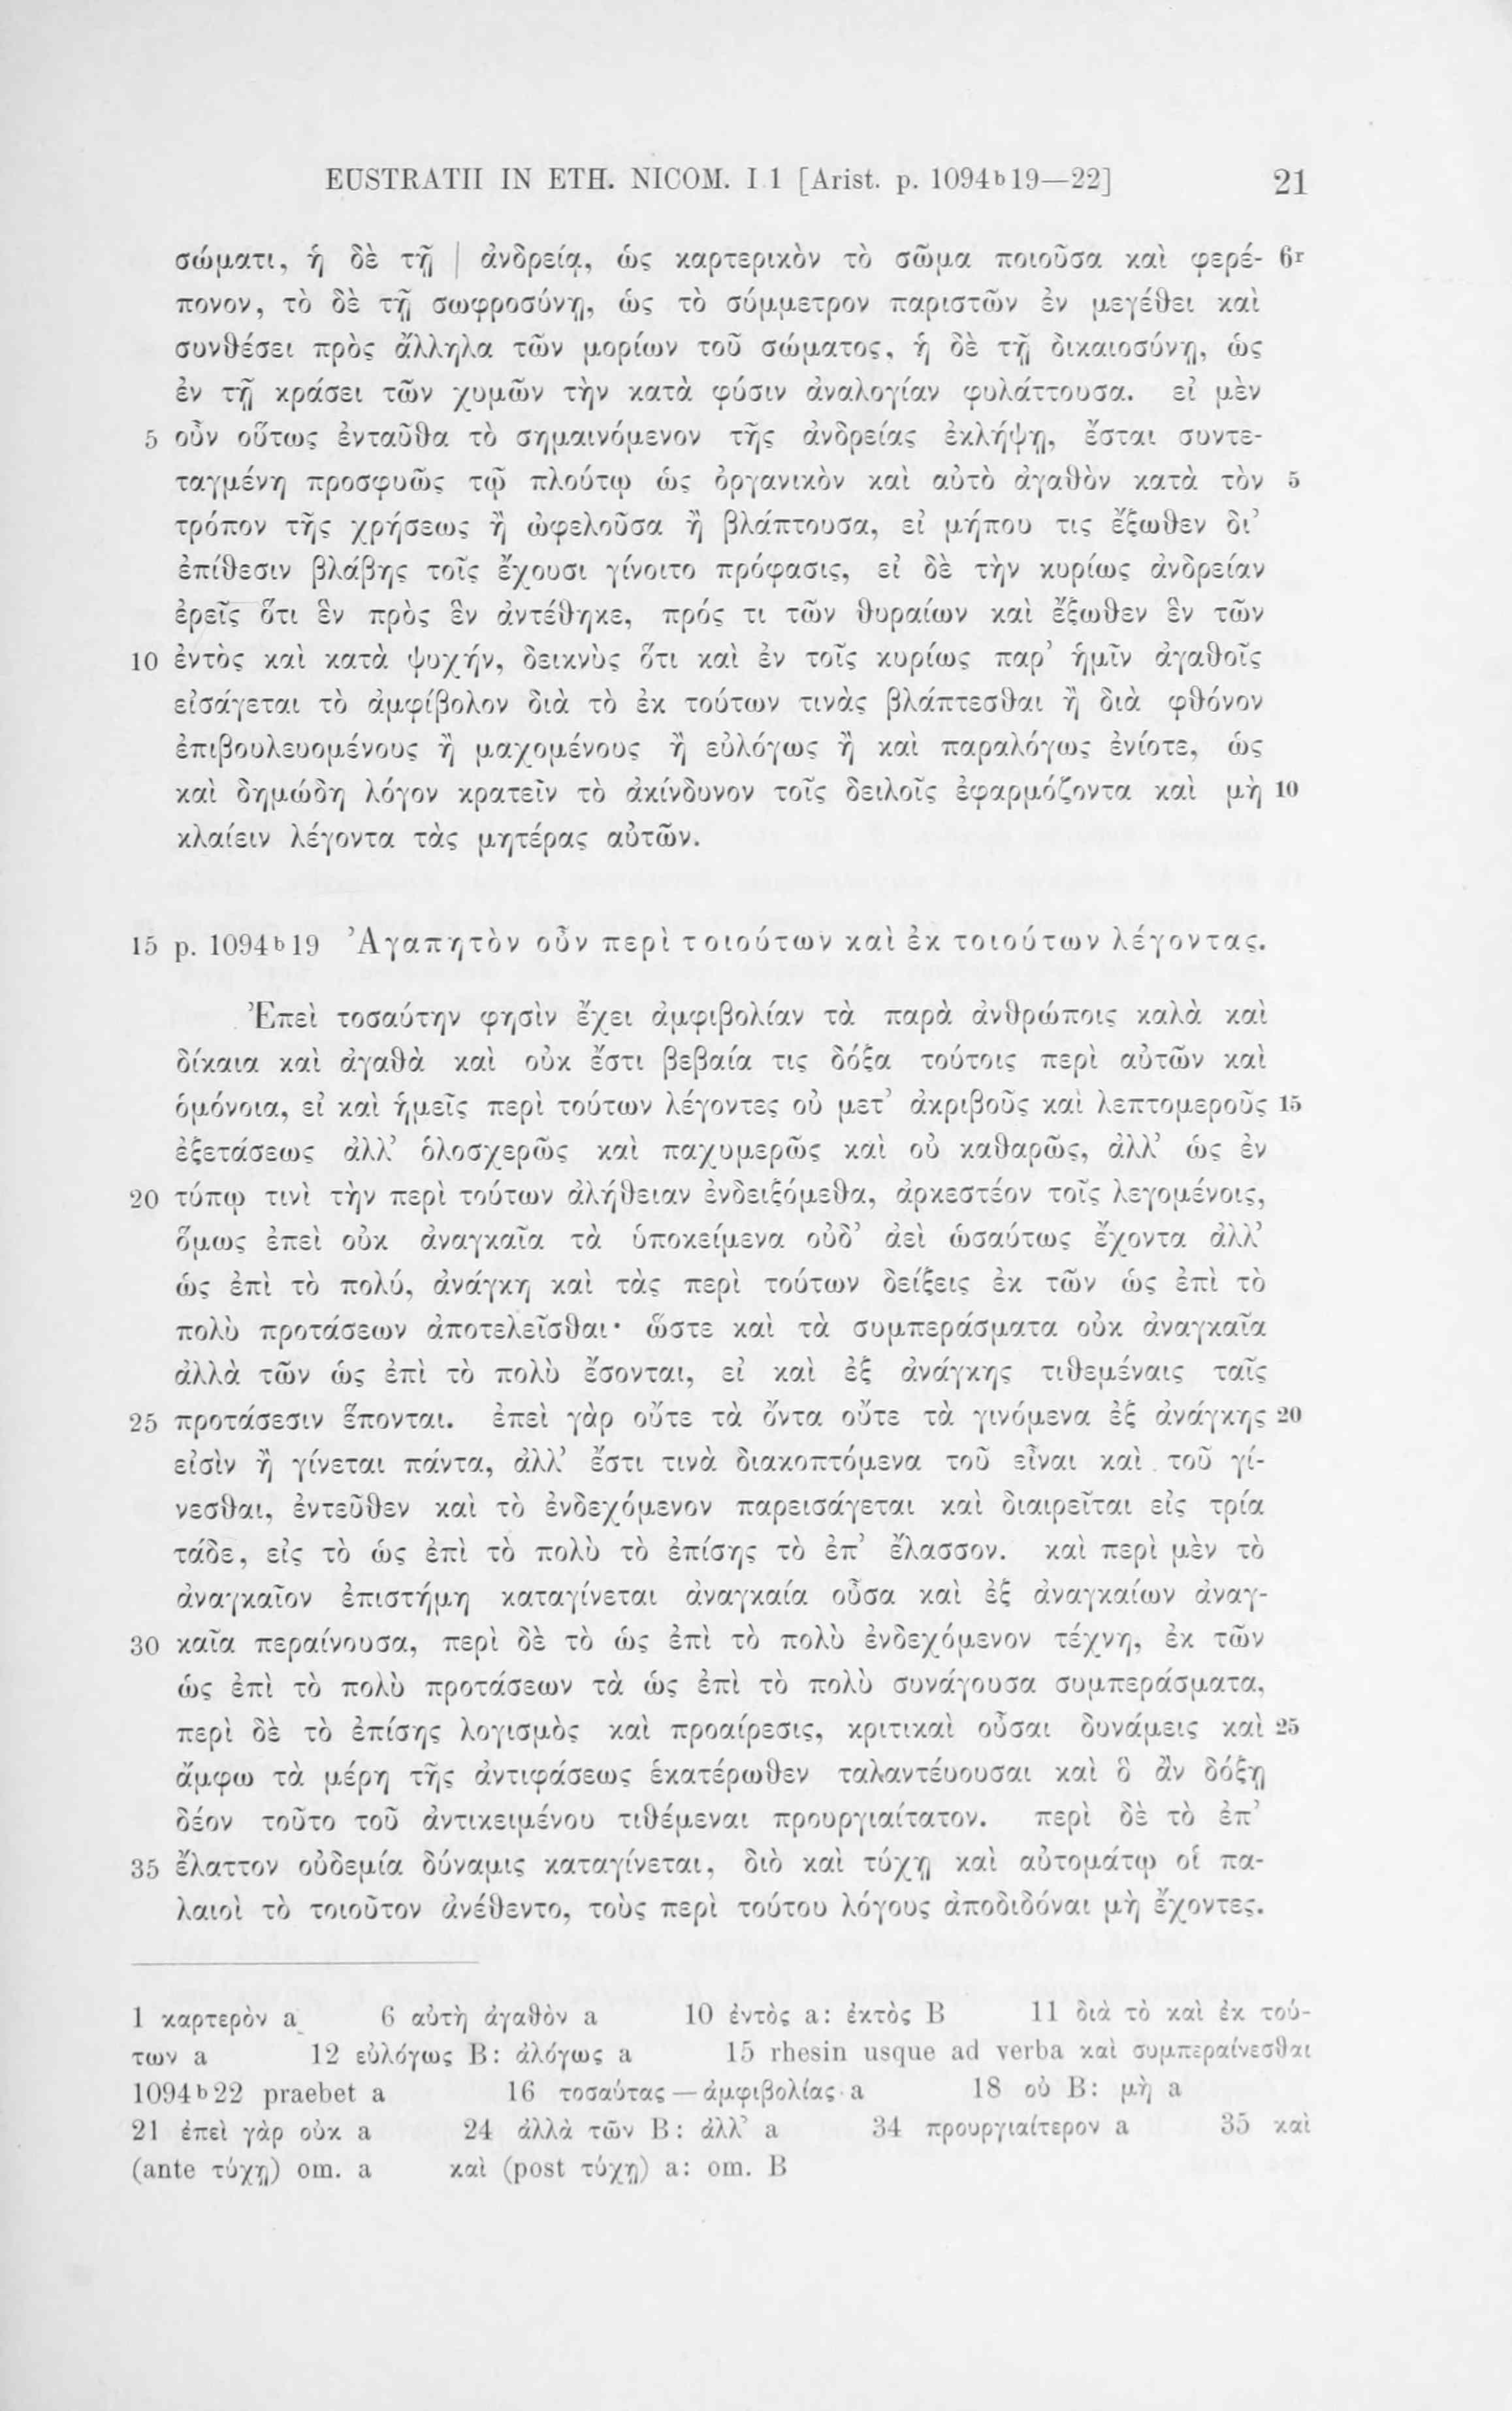 EUSTRATII IN ETH. NICOM. I 1 [Arist. p. 1094ᵇ19—22] 21
σώματι, ἡ δὲ τῇ | ἀνδρείᾳ, ὡς καρτερικὸν τὸ σῶμα ποιοῦσα καὶ φερέ- 6ʳ
πονον, τὸ δὲ τῇ σωφροσύνῃ, ὡς τὸ σύμμετρον παριστῶν ἐν μεγέθει καὶ
συνθέσει πρὸς ἄλληλα τῶν μορίων τοῦ σώματος, ἡ δὲ τῇ δικαιοσύνῃ, ὡς
ἐν τῇ κράσει τῶν χυμῶν τὴν κατὰ φύσιν ἀναλογίαν φυλάττουσα. εἰ μὲν
5 οὖν οὕτως ἐνταῦθα τὸ σημαινόμενον τῆς ἀνδρείας ἐκλήψῃ, ἔσται συντε-
ταγμένη προσφυῶς τῷ πλούτῳ ὡς ὀργανικὸν καὶ αὐτὸ ἀγαθὸν κατὰ τὸν 5
τρόπον τῆς χρήσεως ἢ ὠφελοῦσα ἢ βλάπτουσα, εἰ μήπου τις ἔξωθεν δι’
ἐπίθεσιν βλάβης τοῖς ἔχουσι γίνοιτο πρόφασις, εἰ δὲ τὴν κυρίως ἀνδρείαν
ἐρεῖς ὅτι ἓν πρὸς ἓν ἀντέθηκε, πρός τι τῶν θυραίων καὶ ἔξωθεν ἓν τῶν
10 ἐντὸς καὶ κατὰ ψυχήν, δεικνὺς ὅτι καὶ ἐν τοῖς κυρίως παρ’ ἡμῖν ἀγαθοῖς
εἰσάγεται τὸ ἀμφίβολον διὰ τὸ ἐκ τούτων τινὰς βλάπτεσθαι ἢ διὰ φθόνον
ἐπιβουλευομένους ἢ μαχομένους ἢ εὐλόγως ἢ καὶ παραλόγως ἐνίοτε, ὡς
καὶ δημώδη λόγον κρατεῖν τὸ ἀκίνδυνον τοῖς δειλοῖς ἐφαρμόζοντα καὶ μὴ 10
κλαίειν λέγοντα τὰς μητέρας αὐτῶν.
15 p. 1094ᵇ19 Ἀγαπητὸν οὖν περὶ τοιούτων καὶ ἐκ τοιούτων λέγοντας.
Ἐπεὶ τοσαύτην φησὶν ἔχει ἀμφιβολίαν τὰ παρὰ ἀνθρώποις καλὰ καὶ
δίκαια καὶ ἀγαθὰ καὶ οὐκ ἔστι βεβαία τις δόξα τούτοις περὶ αὐτῶν καὶ
ὁμόνοια, εἰ καὶ ἡμεῖς περὶ τούτων λέγοντες οὐ μετ’ ἀκριβοῦς καὶ λεπτομεροῦς 15
ἐξετάσεως ἀλλ’ ὁλοσχερῶς καὶ παχυμερῶς καὶ οὐ καθαρῶς, ἀλλ’ ὡς ἐν
20 τύπῳ τινὶ τὴν περὶ τούτων ἀλήθειαν ἐνδειξόμεθα, ἀρκεστέον τοῖς λεγομένοις,
ὅμως ἐπεὶ οὐκ ἀναγκαῖα τὰ ὑποκείμενα οὐδ’ ἀεὶ ὡσαύτως ἔχοντα ἀλλ’
ὡς ἐπὶ τὸ πολύ, ἀνάγκη καὶ τὰς περὶ τούτων δείξεις ἐκ τῶν ὡς ἐπὶ τὸ
πολὺ προτάσεων ἀποτελεῖσθαι· ὥστε καὶ τὰ συμπεράσματα οὐκ ἀναγκαῖα
ἀλλὰ τῶν ὡς ἐπὶ τὸ πολὺ ἔσονται, εἰ καὶ ἐξ ἀνάγκης τιθεμέναις ταῖς
25 προτάσεσιν ἕπονται. ἐπεὶ γὰρ οὔτε τὰ ὄντα οὔτε τὰ γινόμενα ἐξ ἀνάγκης 20
εἰσὶν ἢ γίνεται πάντα, ἀλλ’ ἔστι τινὰ διακοπτόμενα τοῦ εἶναι καὶ τοῦ γί-
νεσθαι, ἐντεῦθεν καὶ τὸ ἐνδεχόμενον παρεισάγεται καὶ διαιρεῖται εἰς τρία
τάδε, εἰς τὸ ὡς ἐπὶ τὸ πολὺ τὸ ἐπίσης τὸ ἐπ’ ἔλασσον. καὶ περὶ μὲν τὸ
ἀναγκαῖον ἐπιστήμη καταγίνεται ἀναγκαία οὖσα καὶ ἐξ ἀναγκαίων ἀναγ-
30 καῖα περαίνουσα, περὶ δὲ τὸ ὡς ἐπὶ τὸ πολὺ ἐνδεχόμενον τέχνη, ἐκ τῶν
ὡς ἐπὶ τὸ πολὺ προτάσεων τὰ ὡς ἐπὶ τὸ πολὺ συνάγουσα συμπεράσματα,
περὶ δὲ τὸ ἐπίσης λογισμὸς καὶ προαίρεσις, κριτικαὶ οὖσαι δυνάμεις καὶ 25
ἄμφω τὰ μέρη τῆς ἀντιφάσεως ἑκατέρωθεν ταλαντεύουσαι καὶ ὃ ἂν δόξῃ
δέον τοῦτο τοῦ ἀντικειμένου τιθέμεναι προυργιαίτατον. περὶ δὲ τὸ ἐπ’
35 ἔλαττον οὐδεμία δύναμις καταγίνεται, διὸ καὶ τύχῃ καὶ αὐτομάτῳ οἱ πα-
λαιοὶ τὸ τοιοῦτον ἀνέθεντο, τοὺς περὶ τούτου λόγους ἀποδιδόναι μὴ ἔχοντες.
1 καρτερὸν a 6 αὐτὴ ἀγαθὸν a 10 ἐντὸς a: ἐκτὸς B 11 διὰ τὸ καὶ ἐκ τού-
των a 12 εὐλόγως B: ἀλόγως a 15 rhesin usque ad verba καὶ συμπεραίνεσθαι
1094ᵇ22 praebet a 16 τοσαύτας — ἀμφιβολίας a 18 οὐ B: μὴ a
21 ἐπεὶ γὰρ οὐκ a 24 ἀλλὰ τῶν B: ἀλλ’ a 34 προυργιαίτερον a 35 καὶ
(ante τύχῃ) om. a καὶ (post τύχῃ) a: om. B